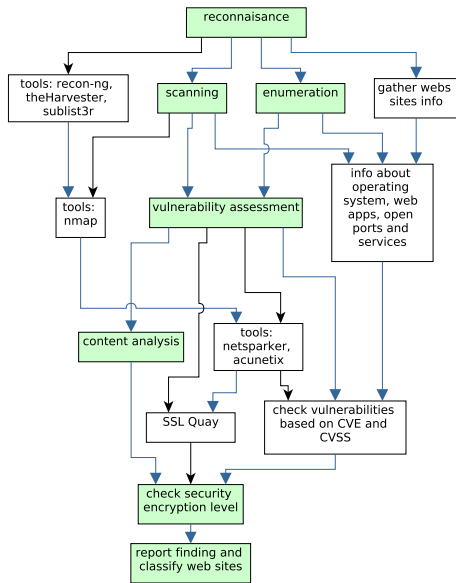 reconnaisance
tools: recon-ng,
theHarvester,
sublist3r
scanning
enumeration
gather webs
sites info
tools:
nmap
vulnerability assessment
info about
operating
system, web
apps, open
ports and
services
content analysis
tools:
netsparker,
acunetix
SSL Quay
check vulnerabilities
based on CVE and
CVSS
check security
encryption level
report finding and
classify web sites